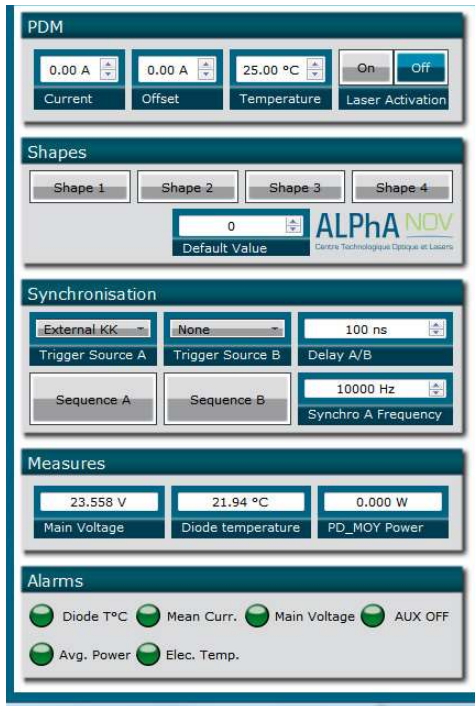 PDM
0.00 A 0.00 A 25.00 °C On Off
Current Offset Temperature Laser Activation
Shapes
Shape 1 Shape 2 Shape 3 Shape 4
0
Default Value
ALPhA NOV
Centre Technologique Optique et Lasers
Synchronisation
External KK None 100 ns
Trigger Source A Trigger Source B Delay A/B
Sequence A Sequence B 10000 Hz
Synchro A Frequency
Measures
23.558 V 21.94 °C 0.000 W
Main Voltage Diode temperature PD_MOY Power
Alarms
Diode T°C Mean Curr. Main Voltage AUX OFF
Avg. Power Elec. Temp.